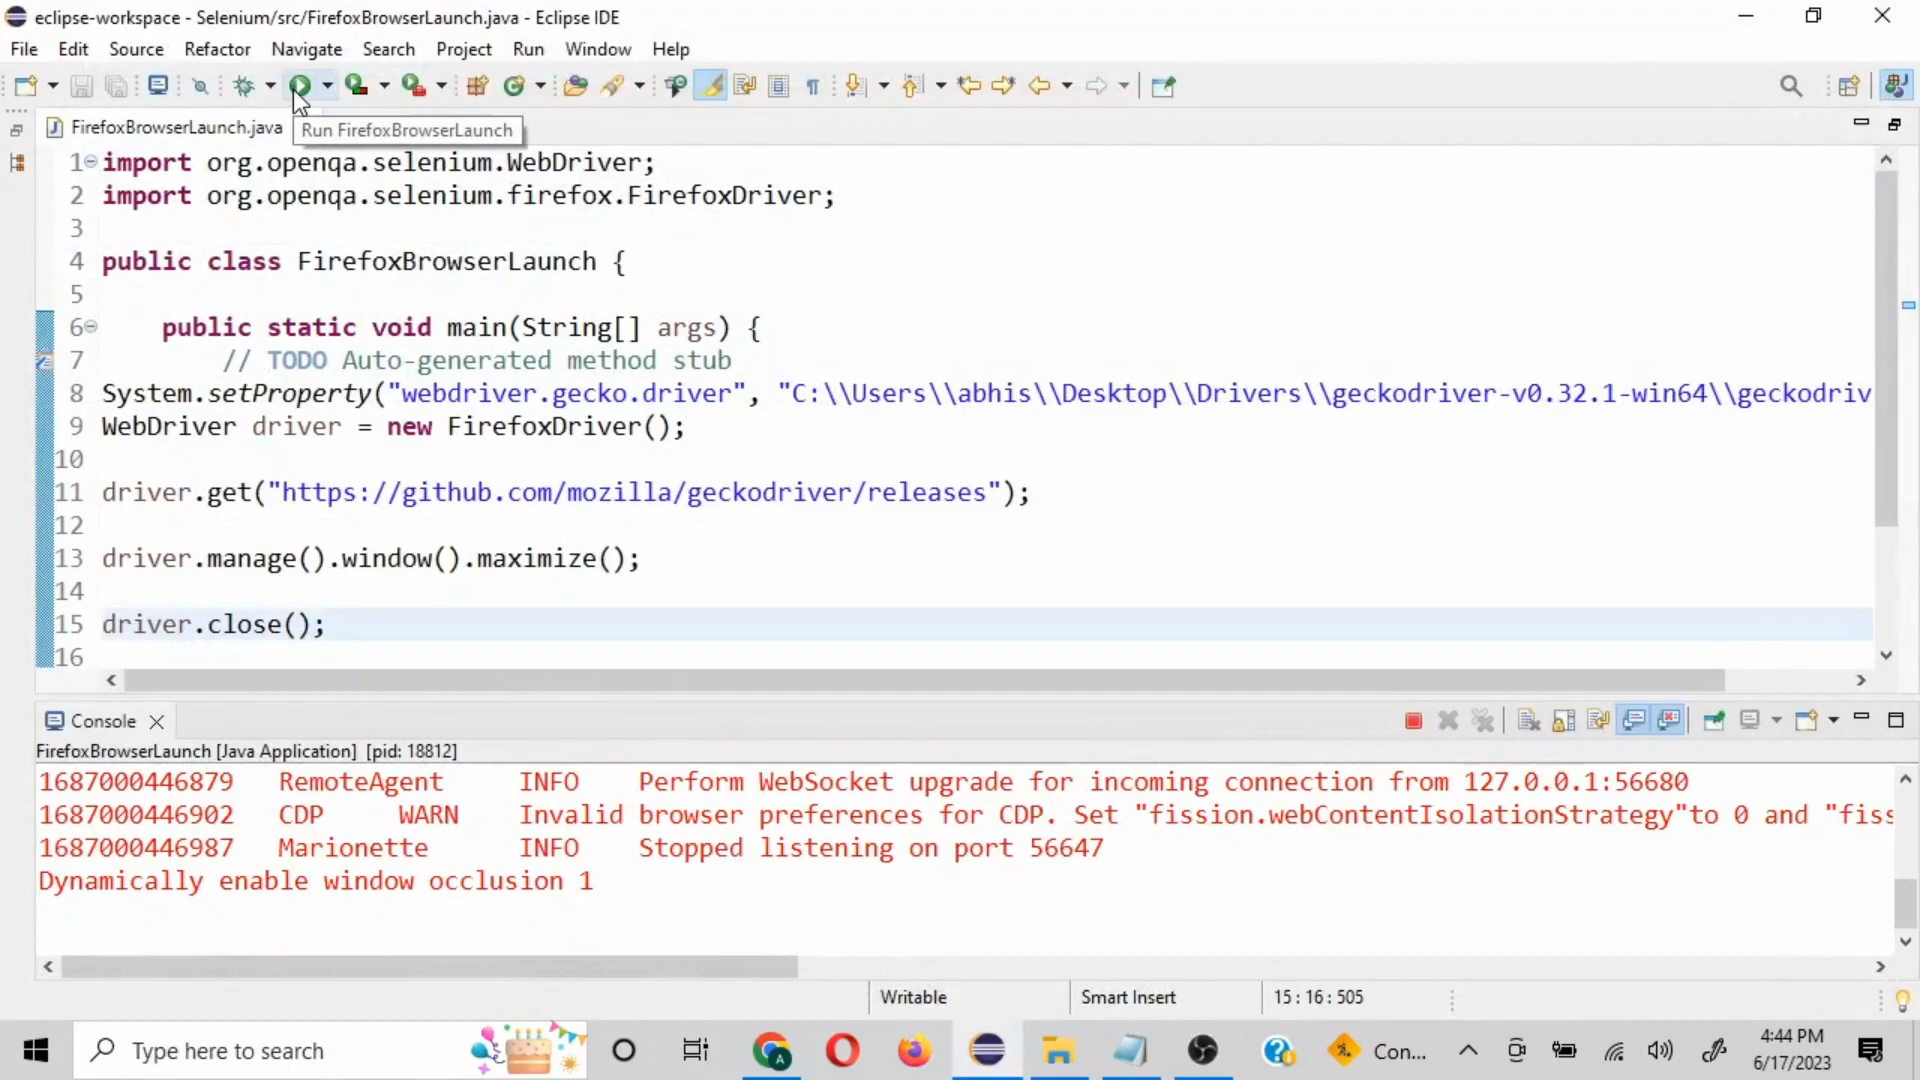 eclipse-workspace - Selenium/src/FirefoxBrowserLaunch.java - Eclipse IDE
File Edit Source Refactor Navigate Search Project Run Window Help
FirefoxBrowserLaunch.java
Run FirefoxBrowserLaunch
1 import org.openqa.selenium.WebDriver;
2 import org.openqa.selenium.firefox.FirefoxDriver;
3
4 public class FirefoxBrowserLaunch {
5
6 public static void main(String[] args) {
7 // TODO Auto-generated method stub
8 System.setProperty("webdriver.gecko.driver", "C:\\Users\\abhis\\Desktop\\Drivers\\geckodriver-v0.32.1-win64\\geckodriv
9 WebDriver driver = new FirefoxDriver();
10
11 driver.get("https://github.com/mozilla/geckodriver/releases");
12
13 driver.manage().window().maximize();
14
15 driver.close();
16
Console
FirefoxBrowserLaunch [Java Application] [pid: 18812]
1687000446879 RemoteAgent INFO Perform WebSocket upgrade for incoming connection from 127.0.0.1:56680
1687000446902 CDP WARN Invalid browser preferences for CDP. Set "fission.webContentIsolationStrategy"to 0 and "fiss
1687000446987 Marionette INFO Stopped listening on port 56647
Dynamically enable window occlusion 1
Writable Smart Insert 15 : 16 : 505
Type here to search
A
Con...
4:44 PM
6/17/2023